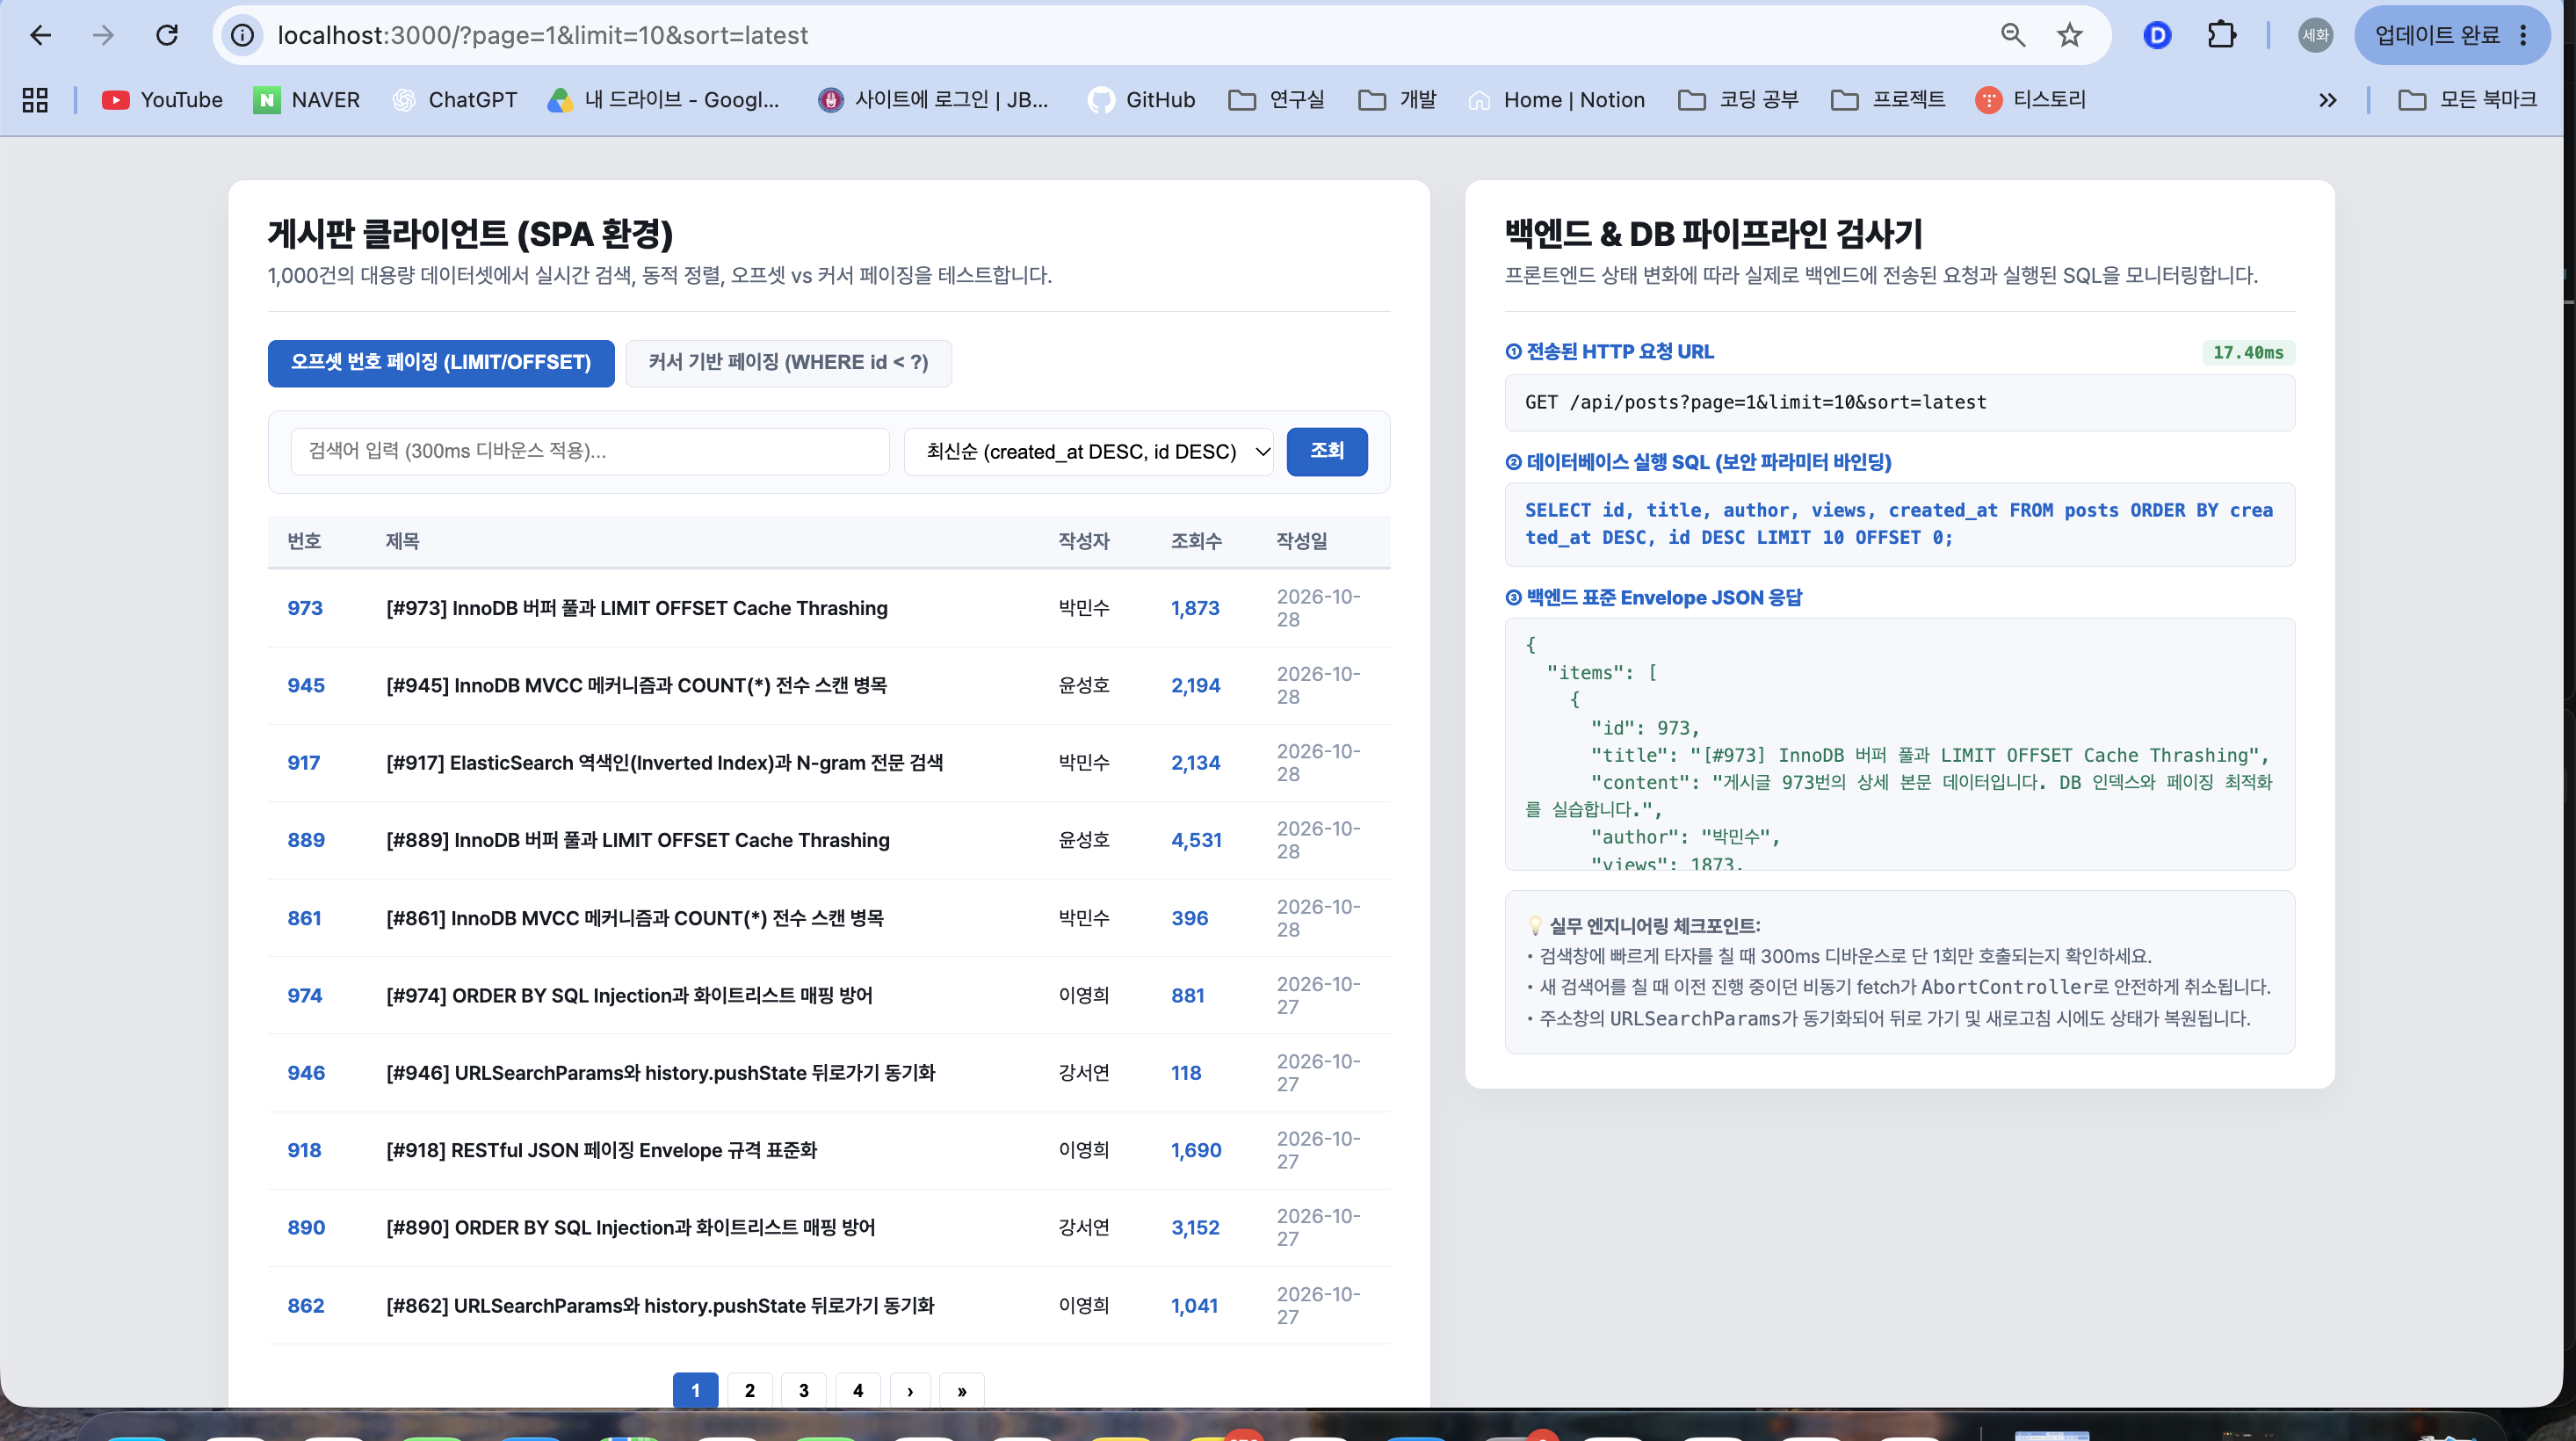 localhost:3000/?page=1&limit=10&sort=latest
세화
업데이트 완료
YouTube
NAVER
ChatGPT
내 드라이브 - Googl...
사이트에 로그인 | JB...
GitHub
연구실
개발
Home | Notion
코딩 공부
프로젝트
티스토리
모든 북마크
게시판 클라이언트 (SPA 환경)
1,000건의 대용량 데이터셋에서 실시간 검색, 동적 정렬, 오프셋 vs 커서 페이징을 테스트합니다.
오프셋 번호 페이징 (LIMIT/OFFSET)
커서 기반 페이징 (WHERE id < ?)
검색어 입력 (300ms 디바운스 적용)...
최신순 (created_at DESC, id DESC)
조회
번호 제목 작성자 조회수 작성일
973 [#973] InnoDB 버퍼 풀과 LIMIT OFFSET Cache Thrashing 박민수 1,873 2026-10-
28
945 [#945] InnoDB MVCC 메커니즘과 COUNT(*) 전수 스캔 병목 윤성호 2,194 2026-10-
28
917 [#917] ElasticSearch 역색인(Inverted Index)과 N-gram 전문 검색 박민수 2,134 2026-10-
28
889 [#889] InnoDB 버퍼 풀과 LIMIT OFFSET Cache Thrashing 윤성호 4,531 2026-10-
28
861 [#861] InnoDB MVCC 메커니즘과 COUNT(*) 전수 스캔 병목 박민수 396 2026-10-
28
974 [#974] ORDER BY SQL Injection과 화이트리스트 매핑 방어 이영희 881 2026-10-
27
946 [#946] URLSearchParams와 history.pushState 뒤로가기 동기화 강서연 118 2026-10-
27
918 [#918] RESTful JSON 페이징 Envelope 규격 표준화 이영희 1,690 2026-10-
27
890 [#890] ORDER BY SQL Injection과 화이트리스트 매핑 방어 강서연 3,152 2026-10-
27
862 [#862] URLSearchParams와 history.pushState 뒤로가기 동기화 이영희 1,041 2026-10-
27
1 2 3 4 › »
백엔드 & DB 파이프라인 검사기
프론트엔드 상태 변화에 따라 실제로 백엔드에 전송된 요청과 실행된 SQL을 모니터링합니다.
① 전송된 HTTP 요청 URL
17.40ms
GET /api/posts?page=1&limit=10&sort=latest
② 데이터베이스 실행 SQL (보안 파라미터 바인딩)
SELECT id, title, author, views, created_at FROM posts ORDER BY crea
ted_at DESC, id DESC LIMIT 10 OFFSET 0;
③ 백엔드 표준 Envelope JSON 응답
{
"items": [
{
"id": 973,
"title": "[#973] InnoDB 버퍼 풀과 LIMIT OFFSET Cache Thrashing",
"content": "게시글 973번의 상세 본문 데이터입니다. DB 인덱스와 페이징 최적화
를 실습합니다.",
"author": "박민수",
"views": 1873,
💡 실무 엔지니어링 체크포인트:
• 검색창에 빠르게 타자를 칠 때 300ms 디바운스로 단 1회만 호출되는지 확인하세요.
• 새 검색어를 칠 때 이전 진행 중이던 비동기 fetch가 AbortController로 안전하게 취소됩니다.
• 주소창의 URLSearchParams가 동기화되어 뒤로 가기 및 새로고침 시에도 상태가 복원됩니다.